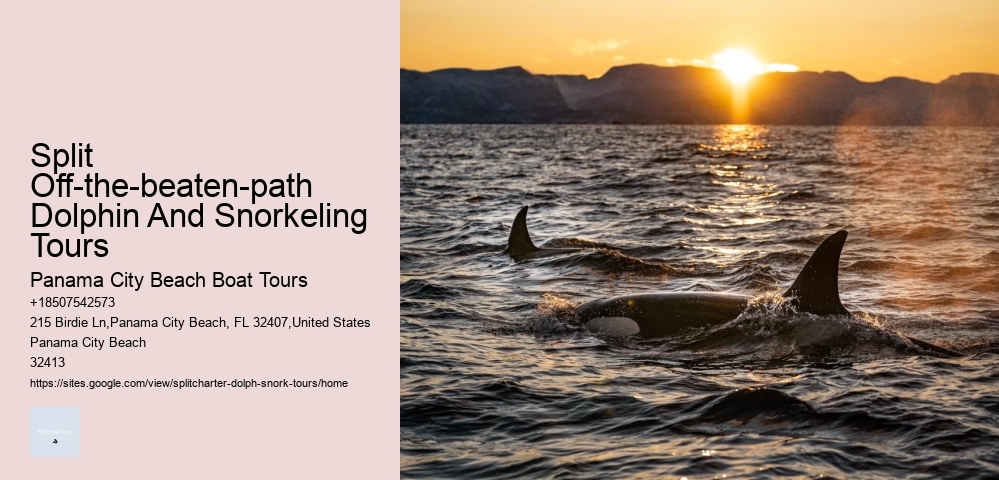 Split
Off-the-beaten-path
Dolphin And Snorkeling
Tours
Panama City Beach Boat Tours
+18507542573
215 Birdie Ln,Panama City Beach, FL 32407,United States
Panama City Beach
32413
https://sites.google.com/view/splitcharter-dolph-snork-tours/home